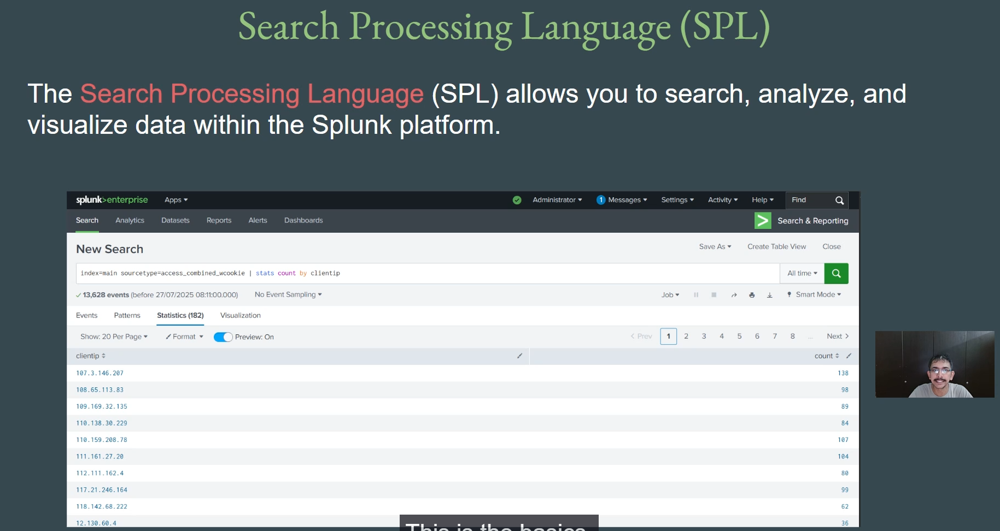 Search Processing Language (SPL)
The Search Processing Language (SPL) allows you to search, analyze, and
visualize data within the Splunk platform.
splunk>enterprise Apps Administrator 1 Messages Settings Activity Help Find
Search Analytics Datasets Reports Alerts Dashboards > Search & Reporting
New Search Save As Create Table View Close
index=main sourcetype=access_combined_wcookie | stats count by clientip All time
13,628 events (before 27/07/2025 08:11:00.000) No Event Sampling Job Smart Mode
Events Patterns Statistics (182) Visualization
Show: 20 Per Page Format Preview: On < Prev 1 2 3 4 5 6 7 8 ... Next >
clientip count
107.3.146.207 138
108.65.113.83 98
109.169.32.135 89
110.138.30.229 84
110.159.208.78 107
111.161.27.20 104
112.111.162.4 80
117.21.246.164 99
118.142.68.222 62
12.130.60.4 36
This is the basics